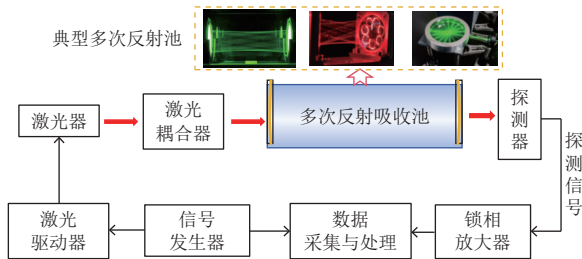 典型多次反射池
激光器
激光
耦合器
多次反射吸收池
探测器
探测信号
激光
驱动器
信号
发生器
数据
采集与处理
锁相
放大器